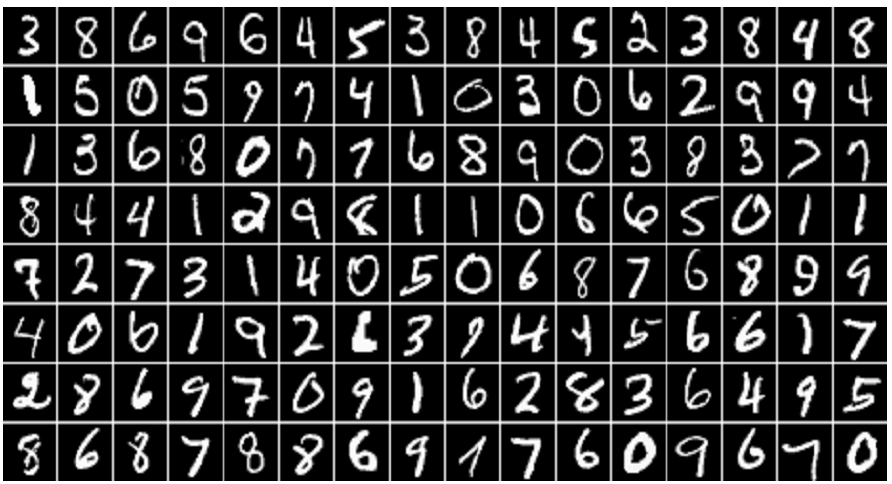 3 8 6 9 6 4 5 3 8 4 5 2 3 8 4 8
1 5 0 5 9 7 4 1 0 3 0 6 2 9 9 4
1 3 6 8 0 7 7 6 8 9 0 3 8 3 7 7
8 4 4 1 2 9 8 1 1 0 6 6 5 0 1 1
7 2 7 3 1 4 0 5 0 6 8 7 6 8 9 9
4 0 6 1 9 2 3 9 4 4 5 6 6 1 7
2 8 6 9 7 0 9 1 6 2 8 3 6 4 9 5
8 6 8 7 8 8 6 9 1 7 6 0 9 6 7 0